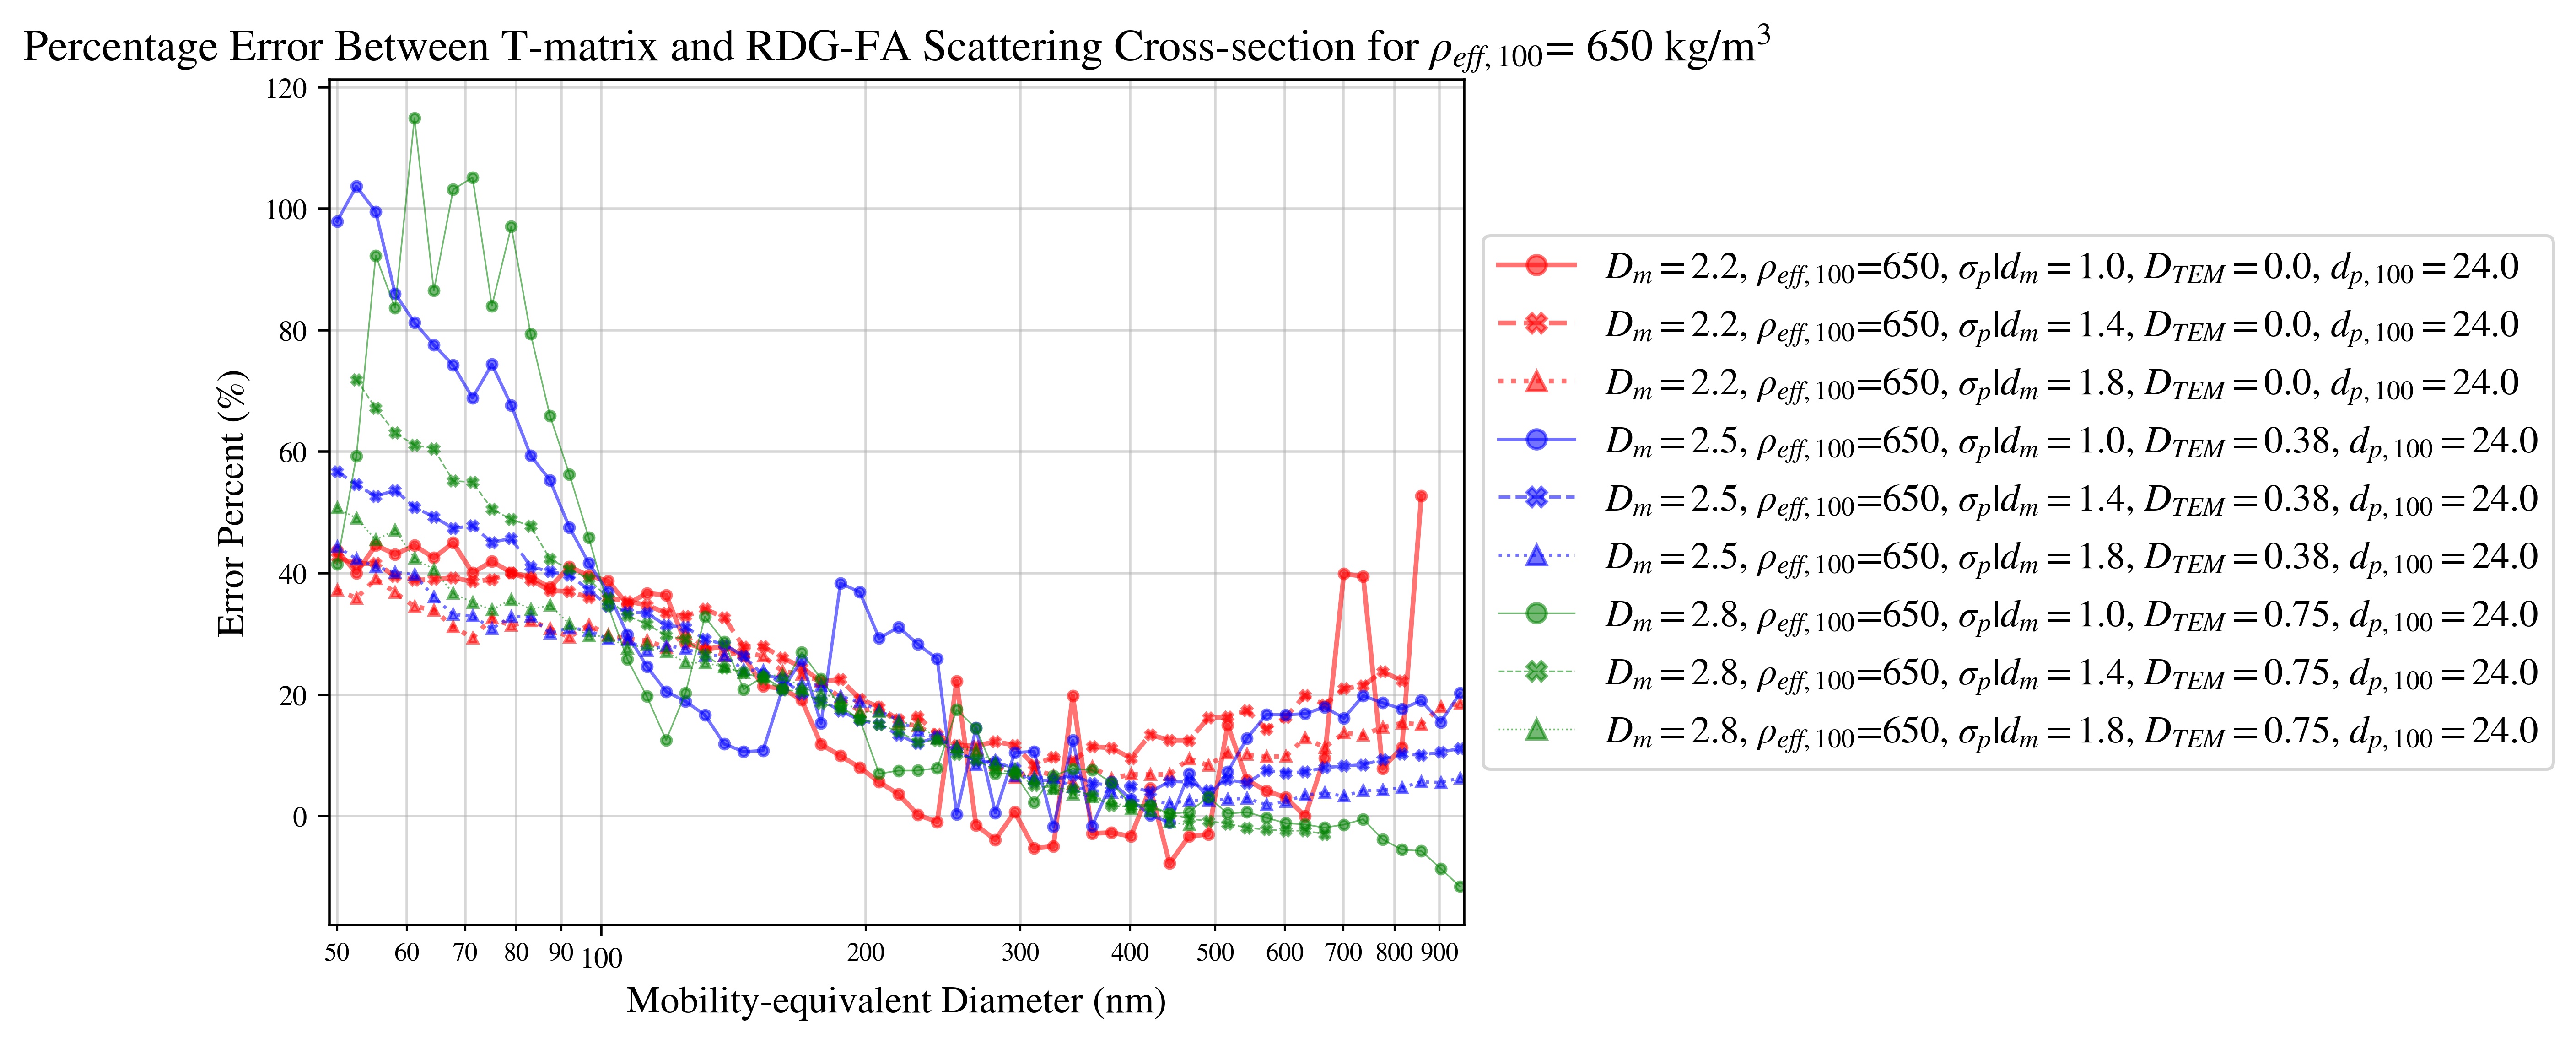 Percentage Error Between T-matrix and RDG-FA Scattering Cross-section for ρeff,100= 650 kg/m³
120
100
80
60
40
20
0
Error Percent (%)
50 60 70 80 90 100 200 300 400 500 600 700 800 900
Mobility-equivalent Diameter (nm)
Dm = 2.2, ρeff,100=650, σp|dm = 1.0, DTEM = 0.0, dp,100 = 24.0
Dm = 2.2, ρeff,100=650, σp|dm = 1.4, DTEM = 0.0, dp,100 = 24.0
Dm = 2.2, ρeff,100=650, σp|dm = 1.8, DTEM = 0.0, dp,100 = 24.0
Dm = 2.5, ρeff,100=650, σp|dm = 1.0, DTEM = 0.38, dp,100 = 24.0
Dm = 2.5, ρeff,100=650, σp|dm = 1.4, DTEM = 0.38, dp,100 = 24.0
Dm = 2.5, ρeff,100=650, σp|dm = 1.8, DTEM = 0.38, dp,100 = 24.0
Dm = 2.8, ρeff,100=650, σp|dm = 1.0, DTEM = 0.75, dp,100 = 24.0
Dm = 2.8, ρeff,100=650, σp|dm = 1.4, DTEM = 0.75, dp,100 = 24.0
Dm = 2.8, ρeff,100=650, σp|dm = 1.8, DTEM = 0.75, dp,100 = 24.0